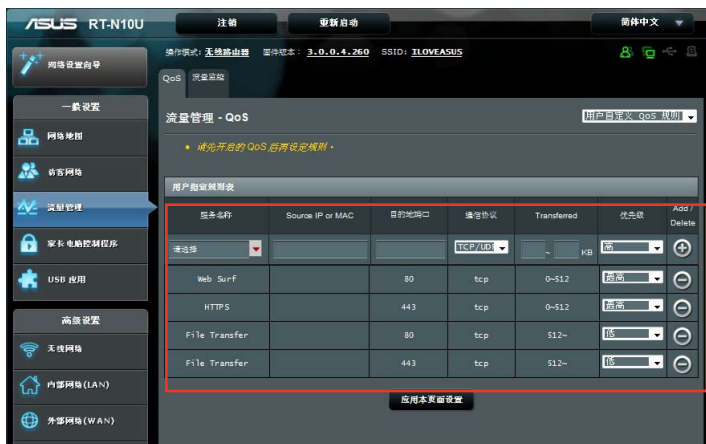 ASUS RT-N10U 注销 重新启动 简体中文
操作模式: 无线路由器 固件版本: 3.0.0.4.260 SSID: ILOVEASUS
网络设置向导
QoS 流量监控
一般设置
流量管理 - QoS 用户自定义 QoS 规则
网络地图
• 请先开启的 QoS 后再设定规则。
访客网络
用户指定规则表
流量管理
服务名称 Source IP or MAC 目的地端口 通信协议 Transferred 优先级 Add / Delete
家长电脑控制程序
请选择 TCP/UDP ~ KB 高
USB 应用
Web Surf 80 tcp 0~512 最高
HTTPS 443 tcp 0~512 最高
高级设置
File Transfer 80 tcp 512~ 低
无线网络
File Transfer 443 tcp 512~ 低
内部网络(LAN)
应用本页面设置
外部网络(WAN)